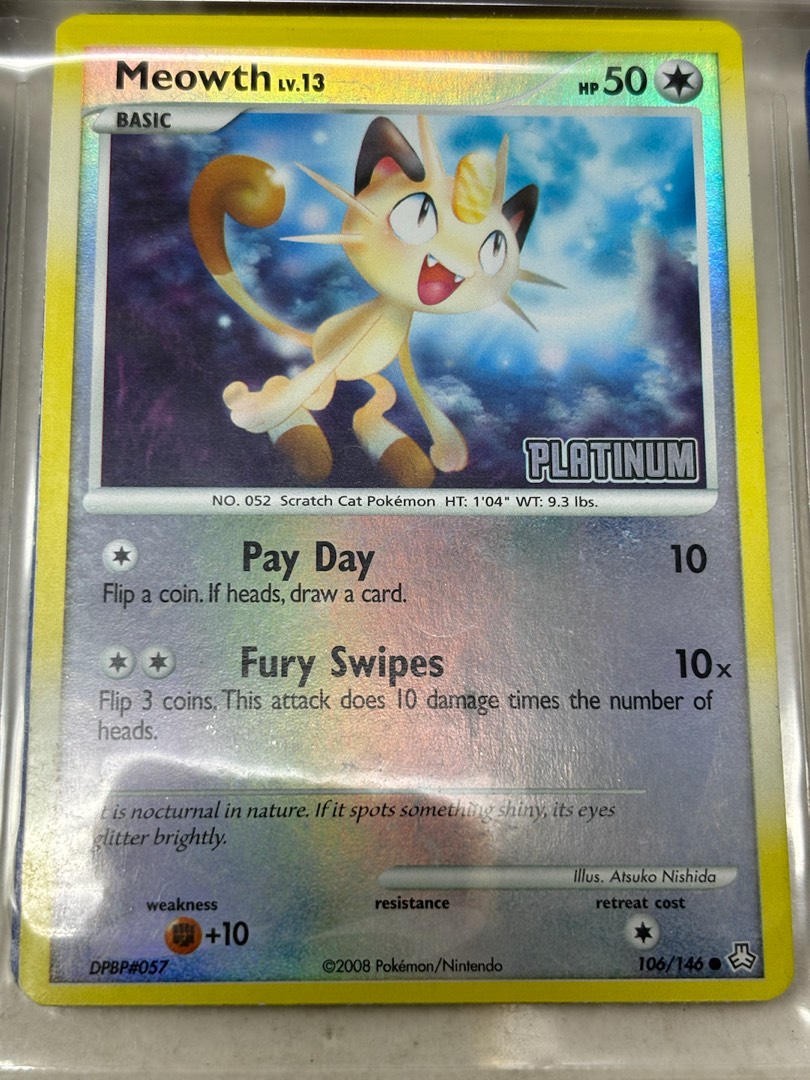 Meowth LV.13 HP 50
BASIC
PLATINUM
NO. 052 Scratch Cat Pokémon HT: 1'04" WT: 9.3 lbs.
Pay Day 10
Flip a coin. If heads, draw a card.
Fury Swipes 10x
Flip 3 coins. This attack does 10 damage times the number of
heads.
t is nocturnal in nature. If it spots something shiny, its eyes
glitter brightly.
Illus. Atsuko Nishida
weakness resistance retreat cost
+10
DPBP#057 ©2008 Pokémon/Nintendo 106/146